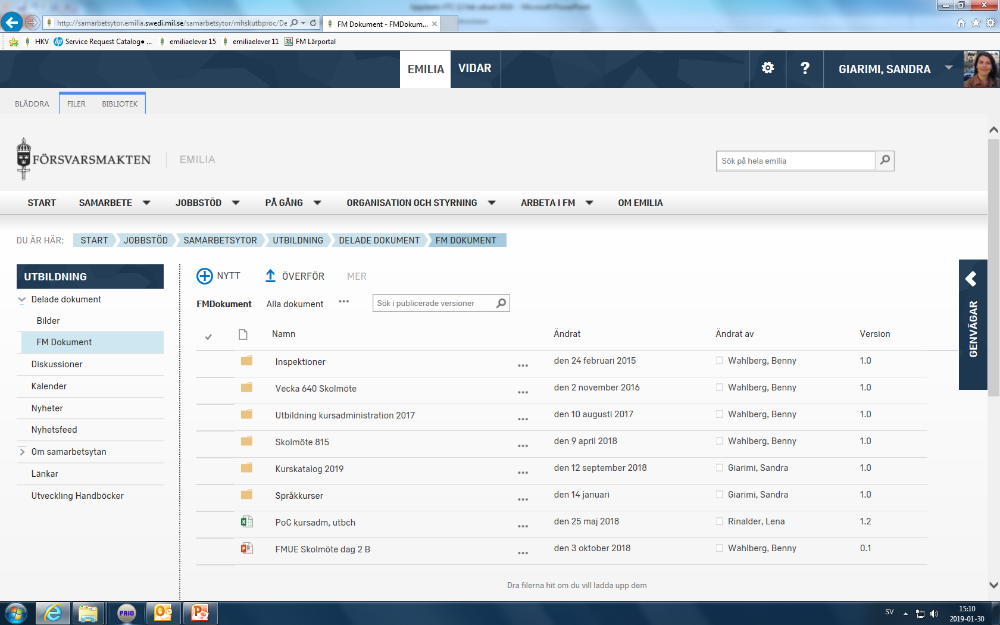 http://samarbetsytor.emilia.swedi.mil.se/samarbetsytor/mhskutbproc/De
FM Dokument - FMDokum...
HKV Service Request Catalog● ... emiliaelever 15 emiliaelever 11 FM Lärportal
EMILIA VIDAR ? GIARIMI, SANDRA
BLÄDDRA FILER BIBLIOTEK
FÖRSVARSMAKTEN EMILIA Sök på hela emilia
START SAMARBETE JOBBSTÖD PÅ GÅNG ORGANISATION OCH STYRNING ARBETA I FM OM EMILIA
DU ÄR HÄR: START JOBBSTÖD SAMARBETSYTOR UTBILDNING DELADE DOKUMENT FM DOKUMENT
UTBILDNING
Delade dokument
Bilder
FM Dokument
Diskussioner
Kalender
Nyheter
Nyhetsfeed
Om samarbetsytan
Länkar
Utveckling Handböcker
NYTT ÖVERFÖR MER
FMDokument Alla dokument ... Sök i publicerade versioner
Namn Ändrat Ändrat av Version
Inspektioner ... den 24 februari 2015 Wahlberg, Benny 1.0
Vecka 640 Skolmöte ... den 2 november 2016 Wahlberg, Benny 1.0
Utbildning kursadministration 2017 ... den 10 augusti 2017 Wahlberg, Benny 1.0
Skolmöte 815 ... den 9 april 2018 Wahlberg, Benny 1.0
Kurskatalog 2019 ... den 12 september 2018 Giarimi, Sandra 1.0
Språkkurser ... den 14 januari Giarimi, Sandra 1.0
PoC kursadm, utbch ... den 25 maj 2018 Rinalder, Lena 1.2
FMUE Skolmöte dag 2 B ... den 3 oktober 2018 Wahlberg, Benny 0.1
Dra filerna hit om du vill ladda upp dem
GENVÄGAR
PRIO
SV
15:10
2019-01-30